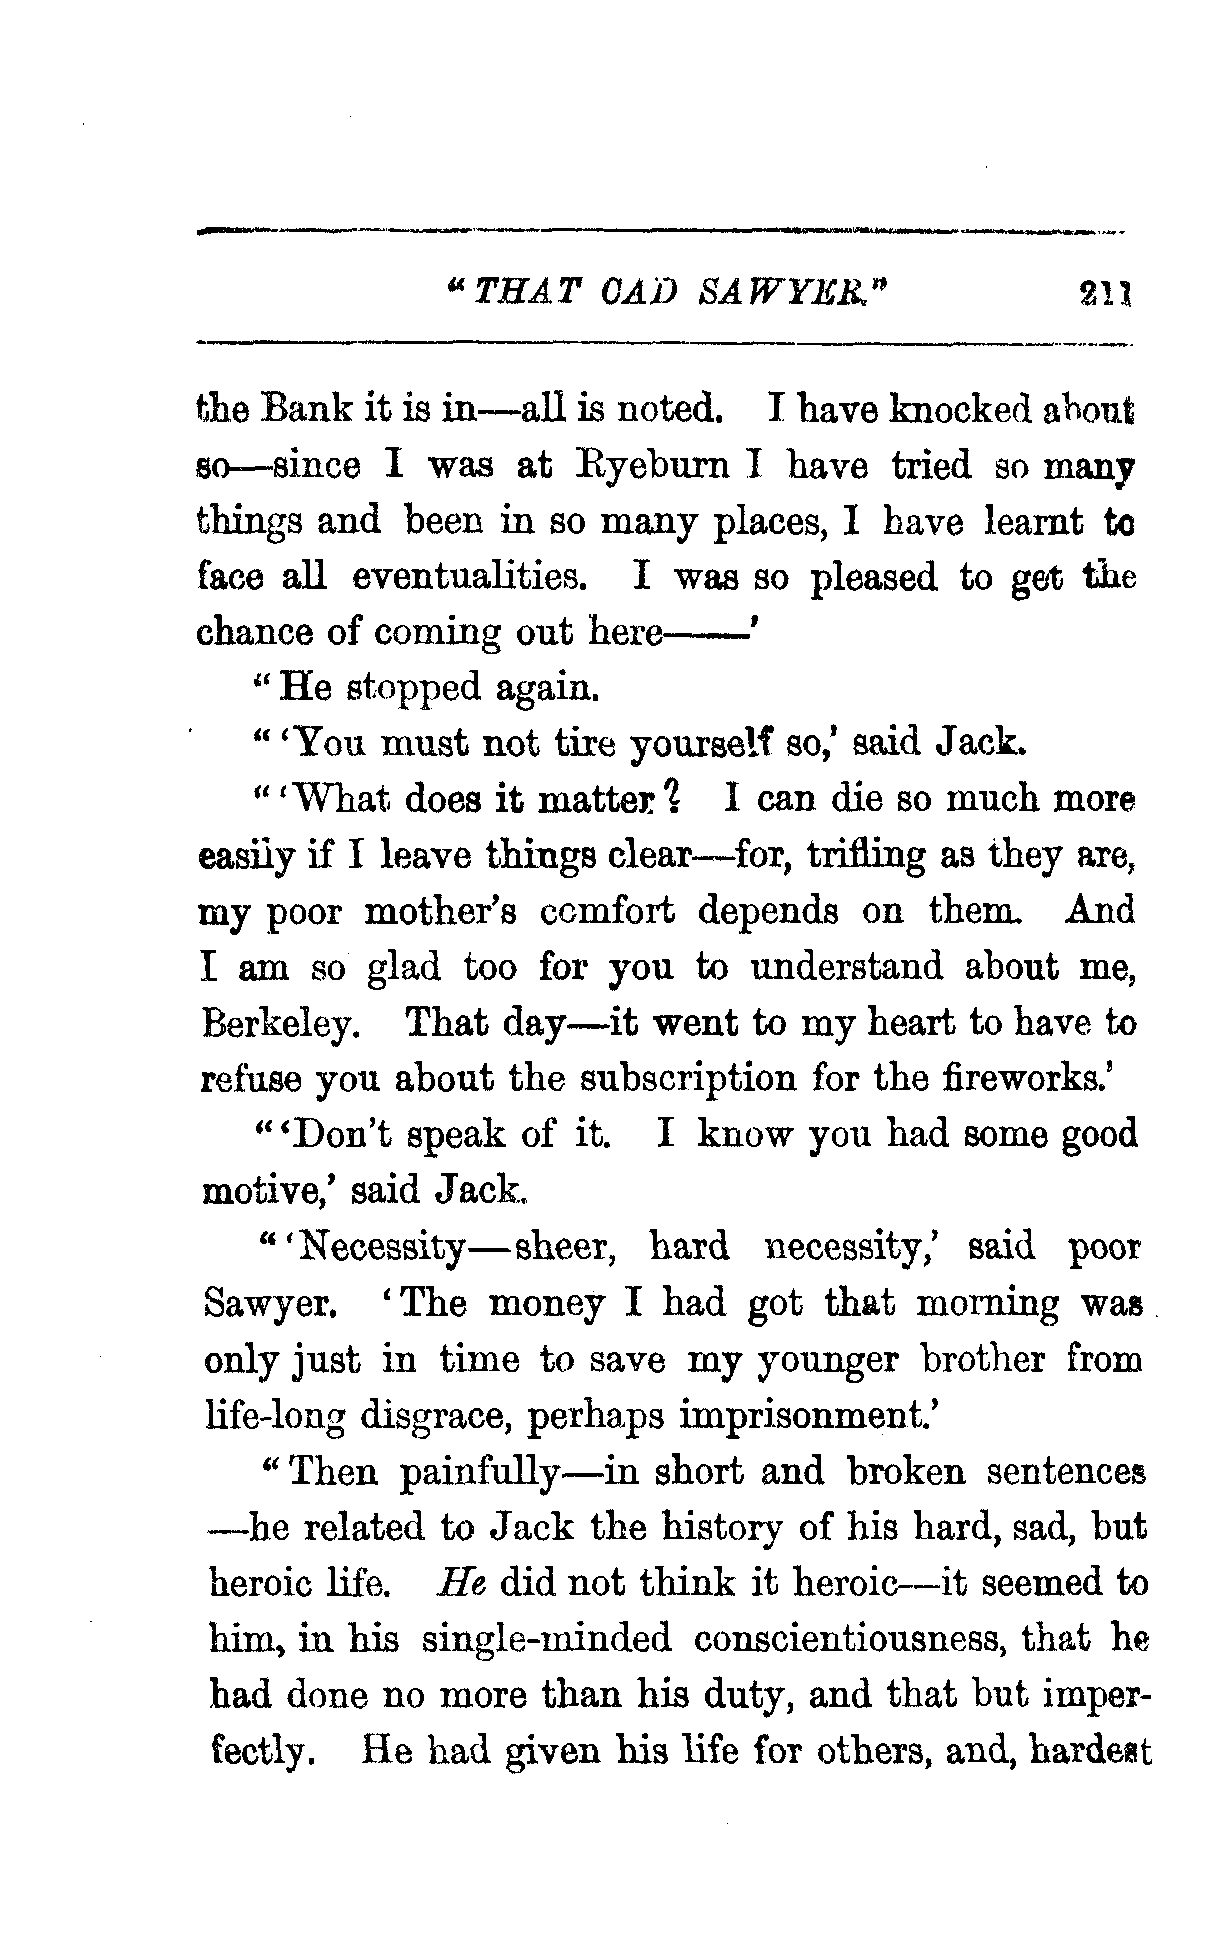 "THAT CAD SAWYER." 211
the Bank it is in—all is noted. I have knocked about
so—since I was at Ryeburn I have tried so many
things and been in so many places, I have learnt to
face all eventualities. I was so pleased to get the
chance of coming out here——'
"He stopped again.
"'You must not tire yourself so,' said Jack.
"'What does it matter? I can die so much more
easily if I leave things clear—for, trifling as they are,
my poor mother's comfort depends on them. And
I am so glad too for you to understand about me,
Berkeley. That day—it went to my heart to have to
refuse you about the subscription for the fireworks.'
"'Don't speak of it. I know you had some good
motive,' said Jack.
"'Necessity—sheer, hard necessity,' said poor
Sawyer. 'The money I had got that morning was
only just in time to save my younger brother from
life-long disgrace, perhaps imprisonment.'
"Then painfully—in short and broken sentences
—he related to Jack the history of his hard, sad, but
heroic life. He did not think it heroic—it seemed to
him, in his single-minded conscientiousness, that he
had done no more than his duty, and that but imper-
fectly. He had given his life for others, and, hardest